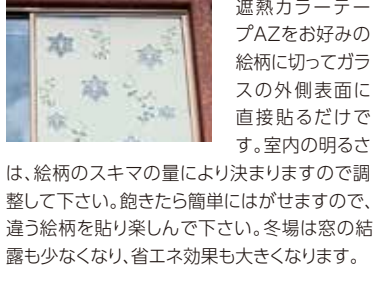 遮熱カラーテー
プAZをお好みの
絵柄に切ってガラ
スの外側表面に
直接貼るだけで
す。室内の明るさ
は、絵柄のスキマの量により決まりますので調
整して下さい。飽きたら簡単にはがせますので、
違う絵柄を貼り楽しんで下さい。冬場は窓の結
露も少なくなり、省エネ効果も大きくなります。